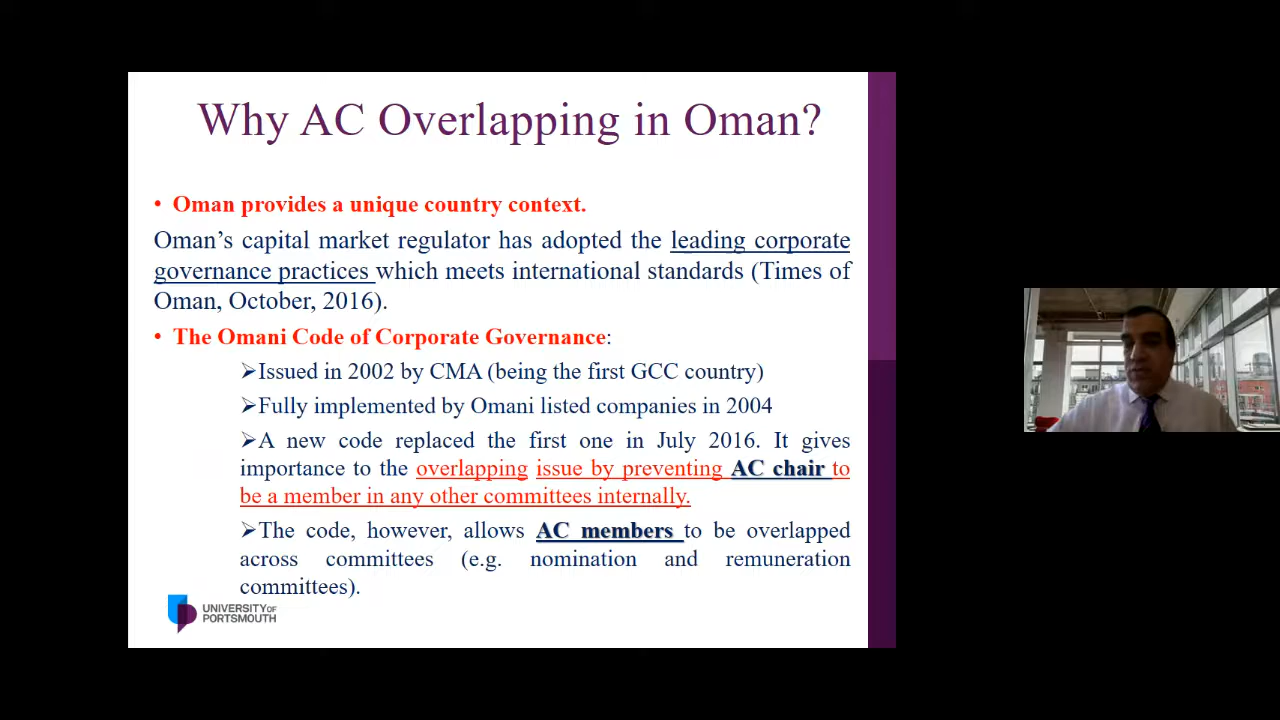 Why AC Overlapping in Oman?
• Oman provides a unique country context.
Oman’s capital market regulator has adopted the leading corporate
governance practices which meets international standards (Times of
Oman, October, 2016).
• The Omani Code of Corporate Governance:
➢Issued in 2002 by CMA (being the first GCC country)
➢Fully implemented by Omani listed companies in 2004
➢A new code replaced the first one in July 2016. It gives
importance to the overlapping issue by preventing AC chair to
be a member in any other committees internally.
➢The code, however, allows AC members to be overlapped
across committees (e.g. nomination and remuneration
committees).
UNIVERSITY OF
PORTSMOUTH